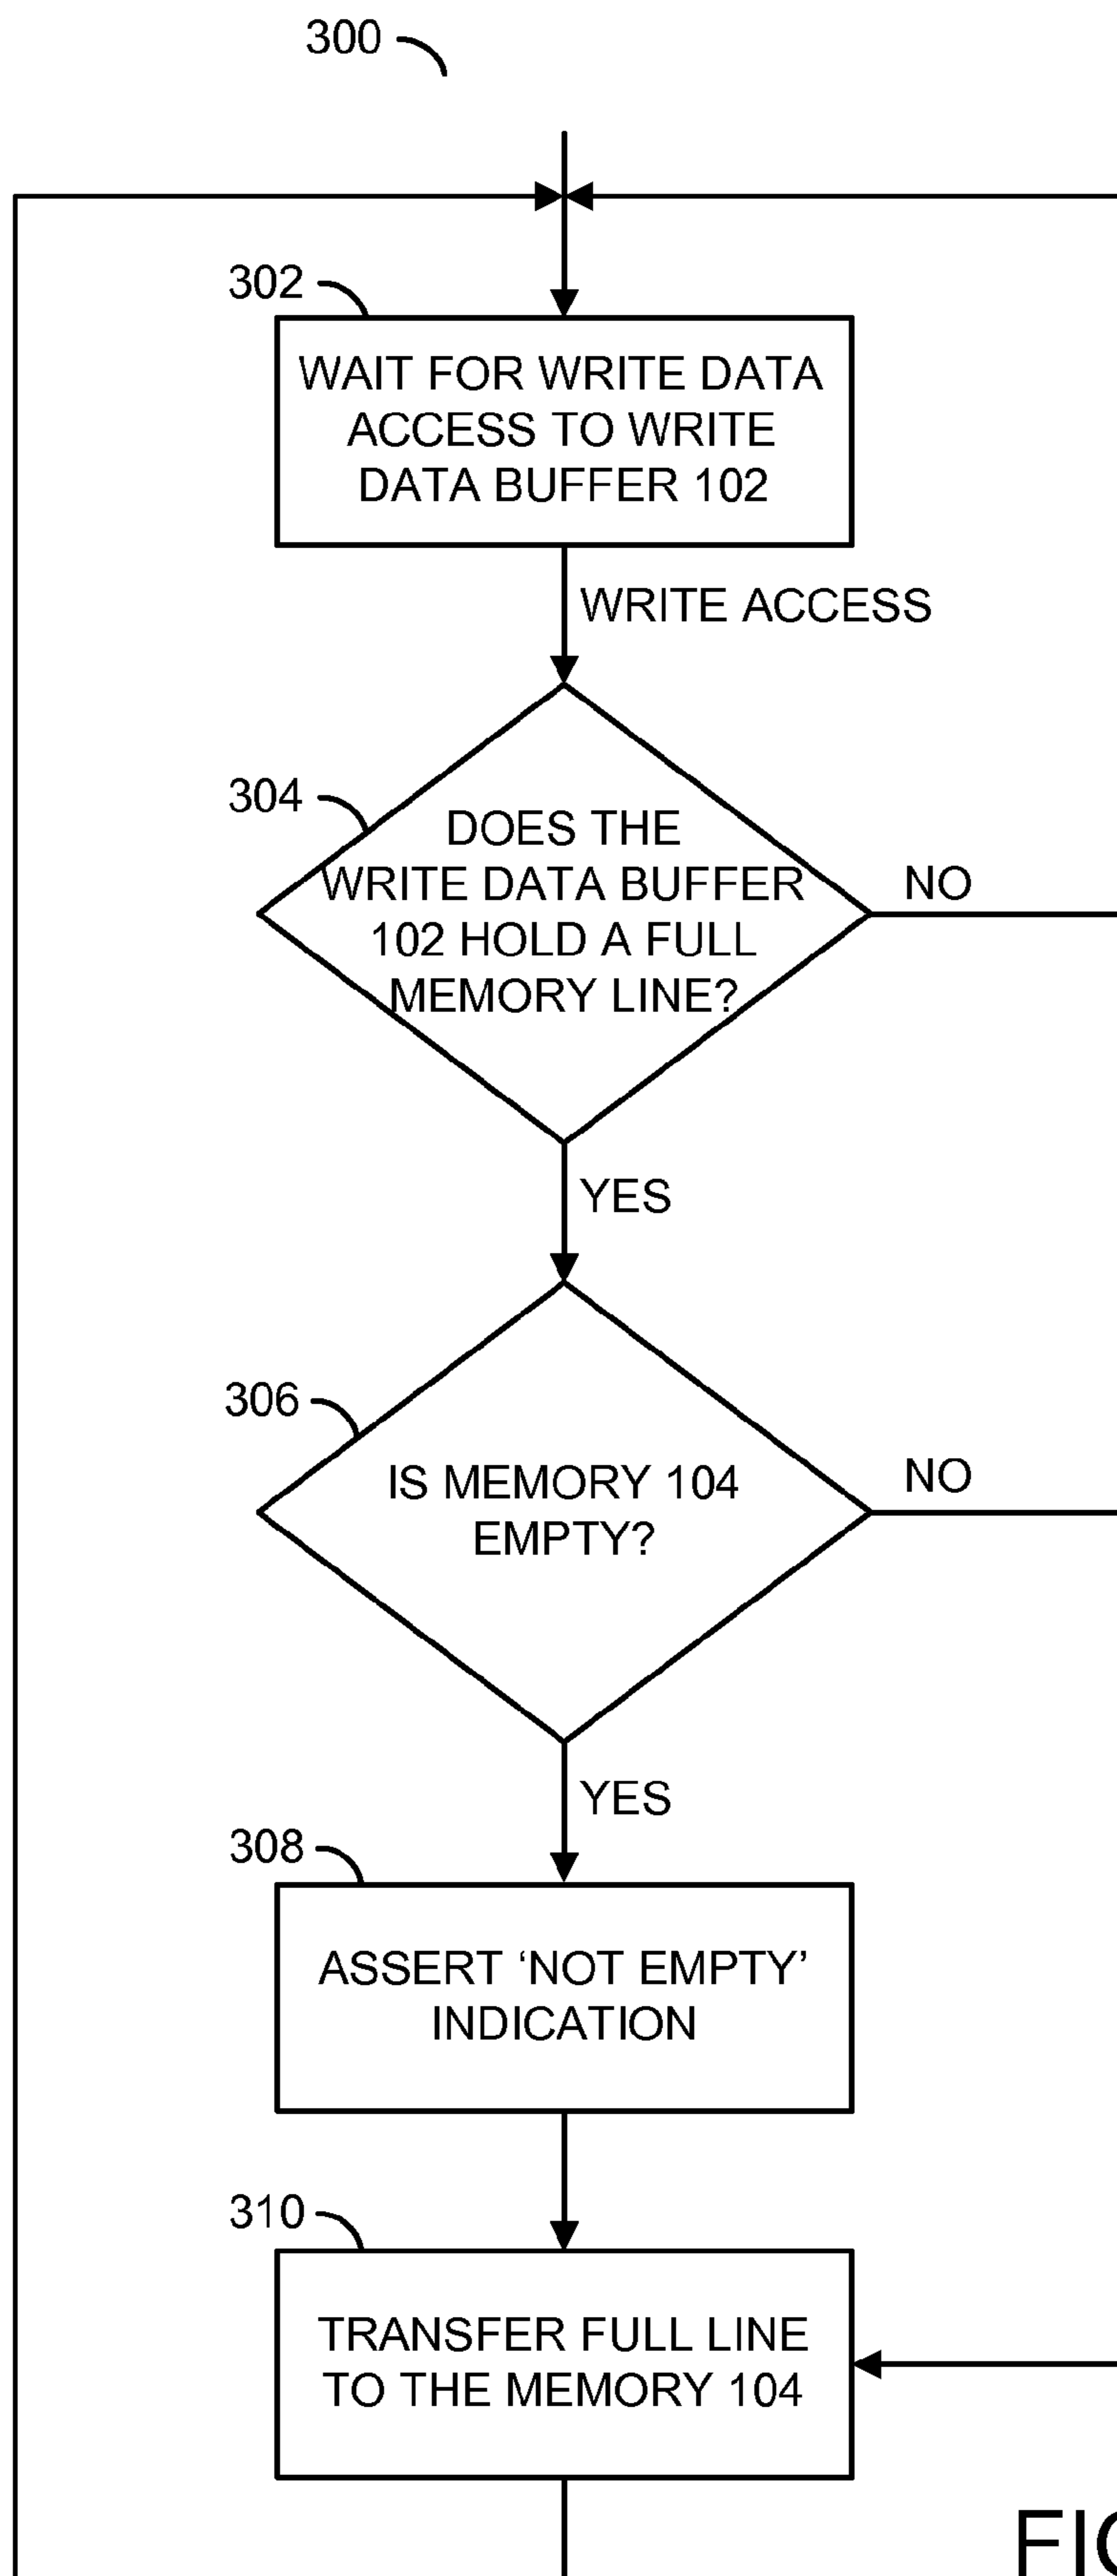 300
302
WAIT FOR WRITE DATA
ACCESS TO WRITE
DATA BUFFER 102
WRITE ACCESS
304
DOES THE
WRITE DATA BUFFER
102 HOLD A FULL
MEMORY LINE?
NO
YES
306
IS MEMORY 104
EMPTY?
NO
YES
308
ASSERT ‘NOT EMPTY’
INDICATION
310
TRANSFER FULL LINE
TO THE MEMORY 104